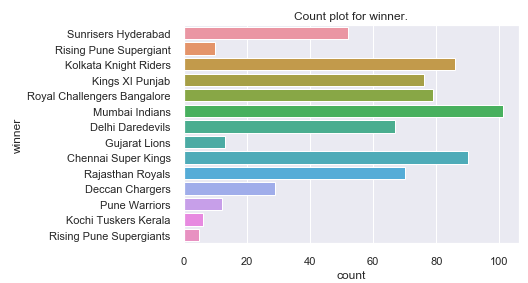 Count plot for winner.
Sunrisers Hyderabad
Rising Pune Supergiant
Kolkata Knight Riders
Kings XI Punjab
Royal Challengers Bangalore
Mumbai Indians
Delhi Daredevils
Gujarat Lions
Chennai Super Kings
Rajasthan Royals
Deccan Chargers
Pune Warriors
Kochi Tuskers Kerala
Rising Pune Supergiants
winner
0 20 40 60 80 100
count